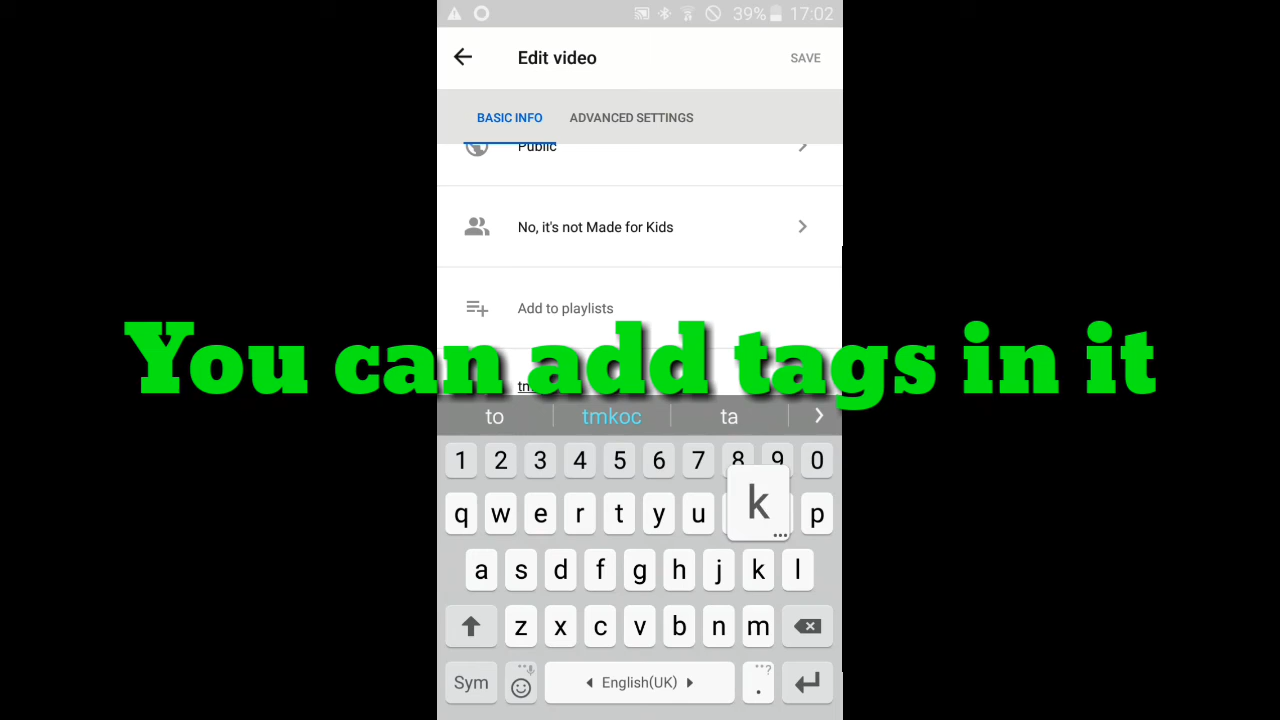 39% 17:02
Edit video
SAVE
BASIC INFO ADVANCED SETTINGS
Public
No, it's not Made for Kids
Add to playlists
You can add tags in it
to tmkoc ta
1 2 3 4 5 6 7 8 9 0
q w e r t y u k p
a s d f g h j k l
z x c v b n m
Sym English(UK) . ?